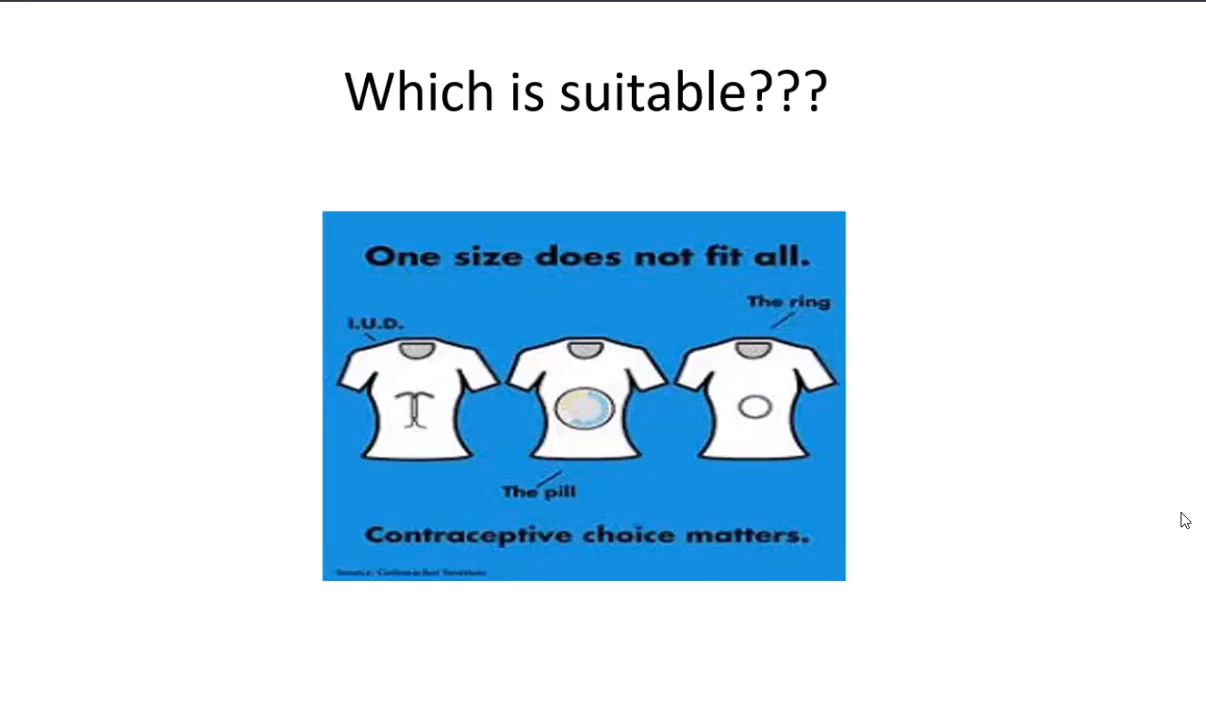 Which is suitable???
One size does not fit all.
The ring
I.U.D.
The pill
Contraceptive choice matters.